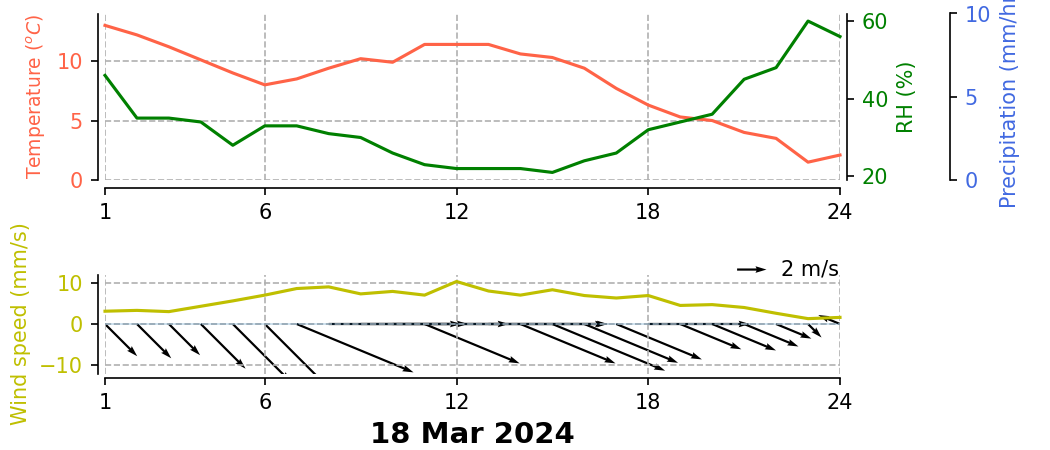 Temperature (°C)
10
5
0
60
40
20
RH (%)
10
5
0
Precipitation (mm/hr
1 6 12 18 24
Wind speed (mm/s)
10
0
−10
2 m/s
1 6 12 18 24
18 Mar 2024